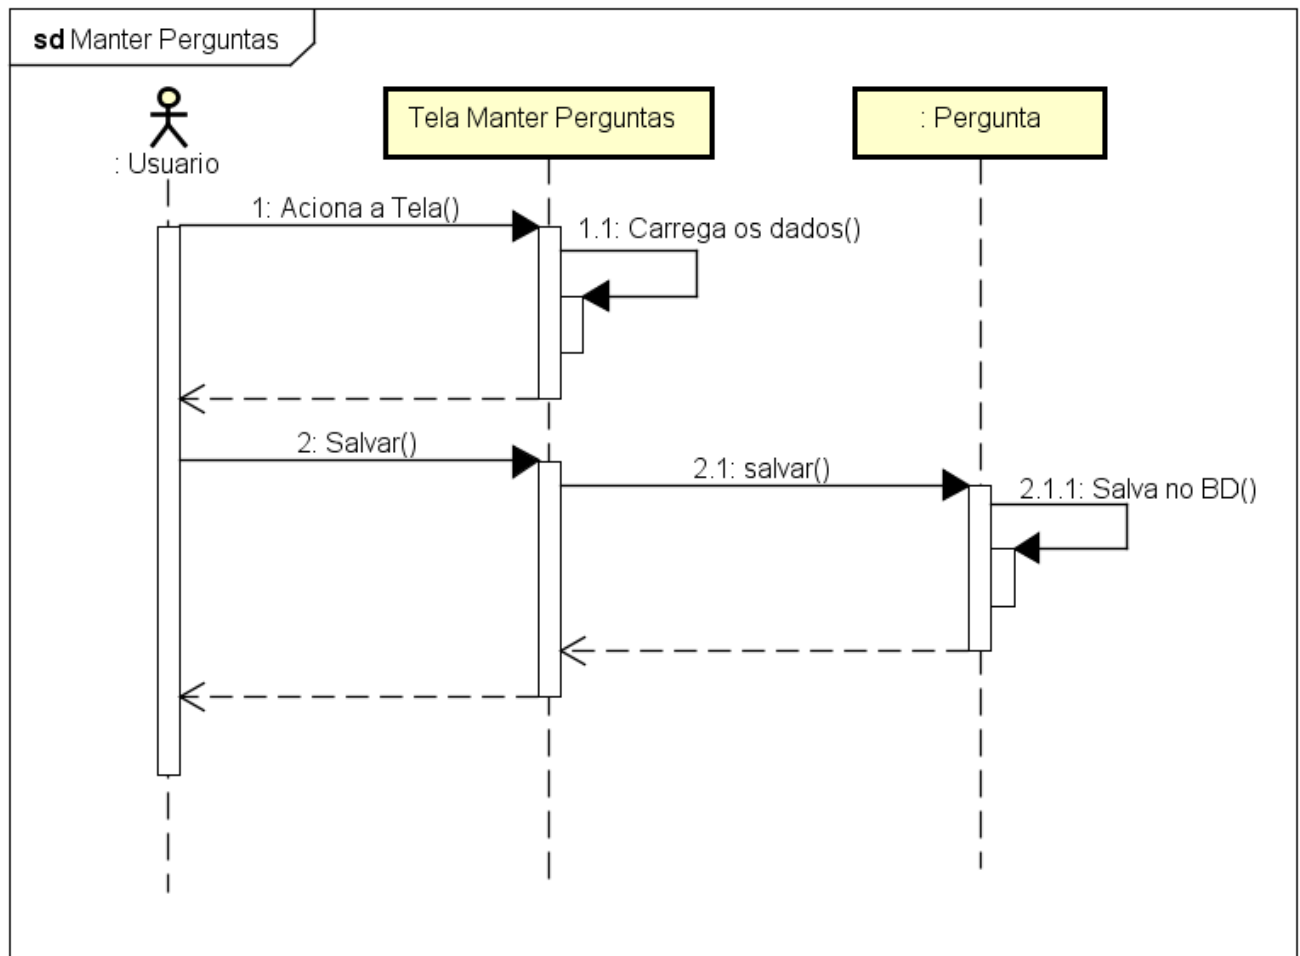 sd Manter Perguntas
: Usuario
Tela Manter Perguntas
: Pergunta
1: Aciona a Tela()
1.1: Carrega os dados()
2: Salvar()
2.1: salvar()
2.1.1: Salva no BD()